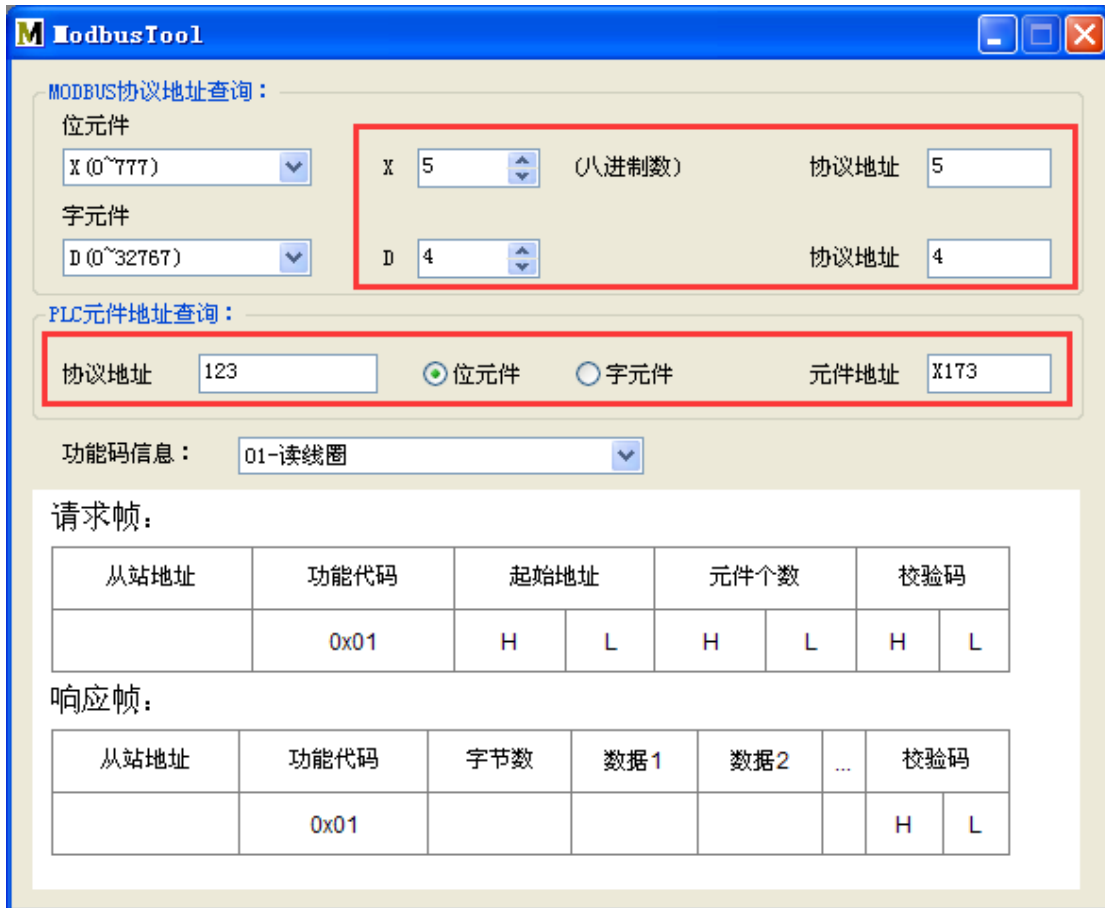 ModbusTool
MODBUS协议地址查询：
位元件
X(0~777) X 5 (八进制数) 协议地址 5
字元件
D(0~32767) D 4 协议地址 4
PLC元件地址查询：
协议地址 123 位元件 字元件 元件地址 X173
功能码信息： 01-读线圈
请求帧：
从站地址 功能代码 起始地址 元件个数 校验码
0x01 H L H L H L
响应帧：
从站地址 功能代码 字节数 数据1 数据2 ... 校验码
0x01 H L